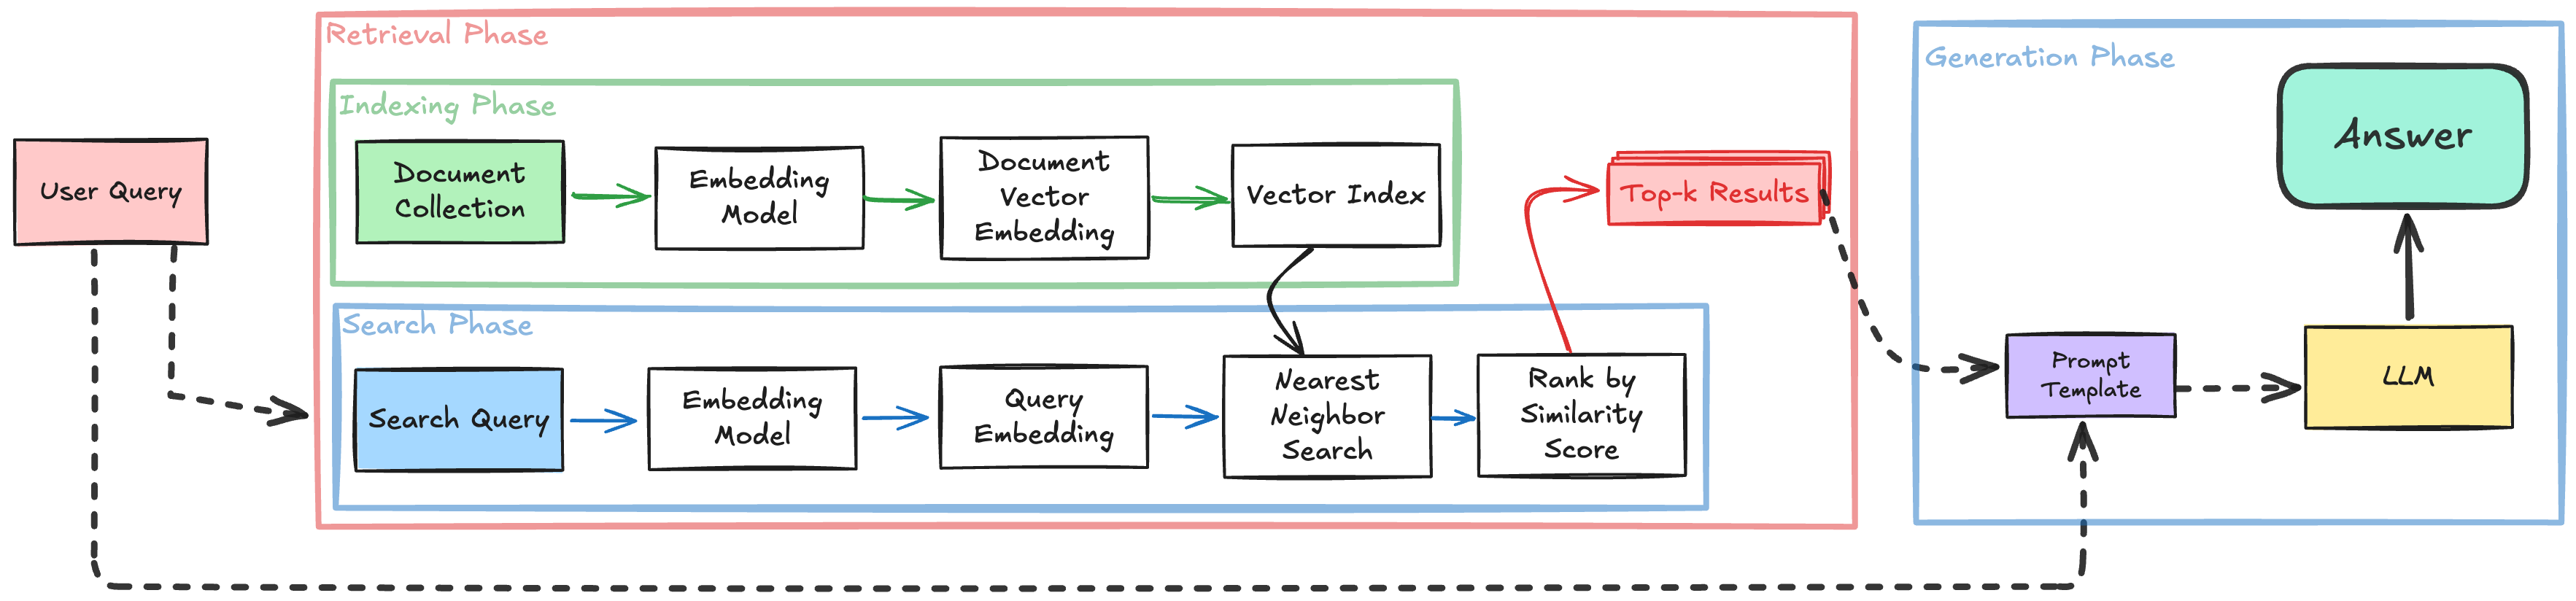 Retrieval Phase
Generation Phase
Indexing Phase
User Query
Document
Collection
Embedding
Model
Document
Vector
Embedding
Vector Index
Top-k Results
Answer
Search Phase
Search Query
Embedding
Model
Query
Embedding
Nearest
Neighbor
Search
Rank by
Similarity
Score
Prompt
Template
LLM